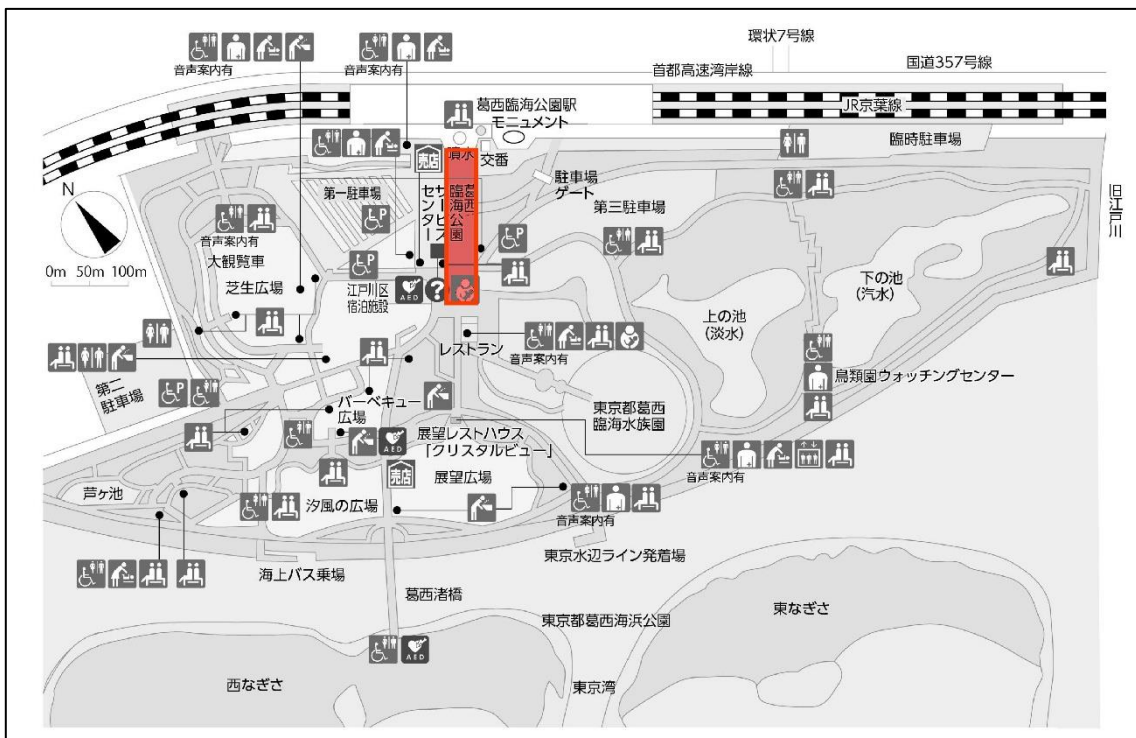 環状7号線
国道357号線
首都高速湾岸線
JR京葉線
音声案内有
音声案内有
葛西臨海公園駅
モニュメント
臨時駐車場
噴水
交番
売店
駐車場
ゲート
第一駐車場
葛西
臨海公園
サービス
センター
第三駐車場
旧江戸川
N
0m 50m 100m
音声案内有
大観覧車
芝生広場
P
P
P
江戸川区
宿泊施設
AED
?
下の池
(汽水)
上の池
(淡水)
レストラン
音声案内有
鳥類園ウォッチングセンター
第二
駐車場
P
バーベキュー
広場
東京都葛西
臨海水族園
展望レストハウス
「クリスタルビュー」
AED
売店
展望広場
音声案内有
芦ヶ池
汐風の広場
音声案内有
海上バス乗場
東京水辺ライン発着場
葛西渚橋
東京都葛西海浜公園
東なぎさ
AED
西なぎさ
東京湾